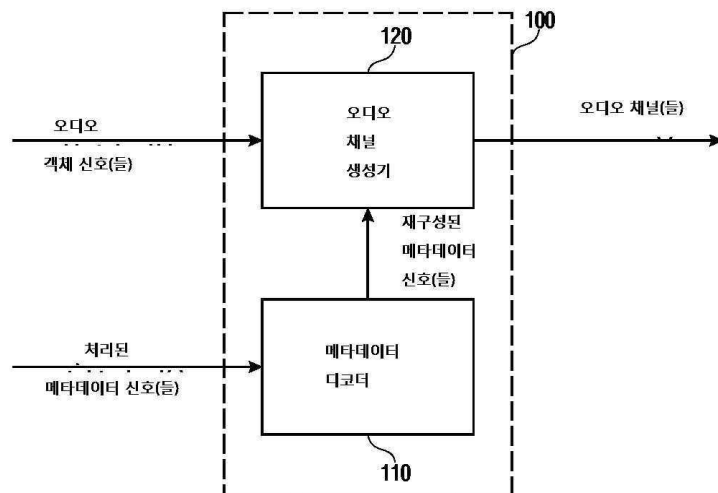 100
120
오디오
객체 신호(들)
오디오
채널
생성기
오디오 채널(들)
재구성된
메타데이터
신호(들)
처리된
메타데이터 신호(들)
메타데이터
디코더
110